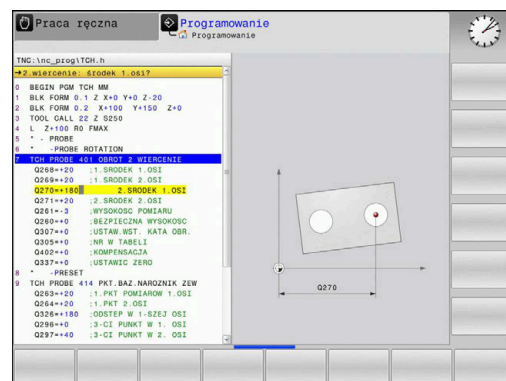 Praca ręczna
Programowanie
Programowanie
TNC:\nc_prog\TCH.h
→2.wiercenie: środek 1.osi?
0 BEGIN PGM TCH MM
1 BLK FORM 0.1 Z X+0 Y+0 Z-20
2 BLK FORM 0.2 X+100 Y+150 Z+0
3 TOOL CALL 22 Z S250
4 L Z+100 R0 FMAX
5 * - PROBE
6 * -PROBE ROTATION
7 TCH PROBE 401 OBROT 2 WIERCENIE
Q268=+20 ;1.SRODEK 1.OSI
Q269=+20 ;1.SRODEK 2.OSI
Q270=+180 2.SRODEK 1.OSI
Q271=+20 ;2.SRODEK 2.OSI
Q261=-3 ;WYSOKOSC POMIARU
Q260=+0 ;BEZPIECZNA WYSOKOSC
Q307=+0 ;USTAW.WST. KATA OBR.
Q305=+0 ;NR W TABELI
Q402=+0 ;KOMPENSACJA
Q337=+0 ;USTAWIC ZERO
8 * -PRESET
9 TCH PROBE 414 PKT.BAZ.NAROZNIK ZEW
Q263=+20 ;1.PKT POMIAROW 1.OSI
Q264=+20 ;1.PKT 2.OSI
Q326=+180 ;ODSTEP W 1-SZEJ OSI
Q296=+0 ;3-CI PUNKT W 1. OSI
Q297=+40 ;3-CI PUNKT W 2. OSI
Q270